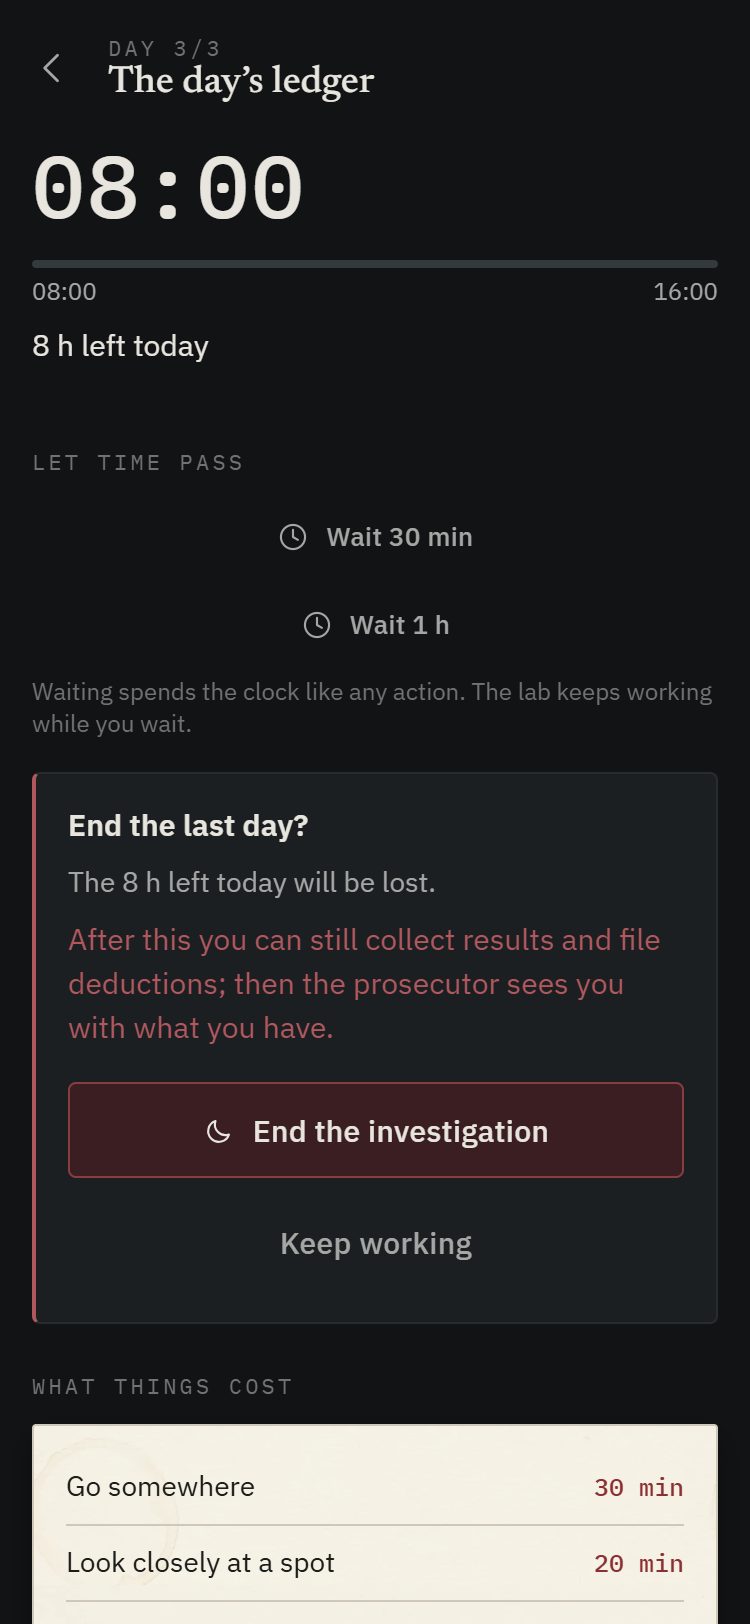 DAY 3/3
The day’s ledger
08:00
08:00 16:00
8 h left today
LET TIME PASS
Wait 30 min
Wait 1 h
Waiting spends the clock like any action. The lab keeps working
while you wait.
End the last day?
The 8 h left today will be lost.
After this you can still collect results and file
deductions; then the prosecutor sees you
with what you have.
End the investigation
Keep working
WHAT THINGS COST
Go somewhere 30 min
Look closely at a spot 20 min